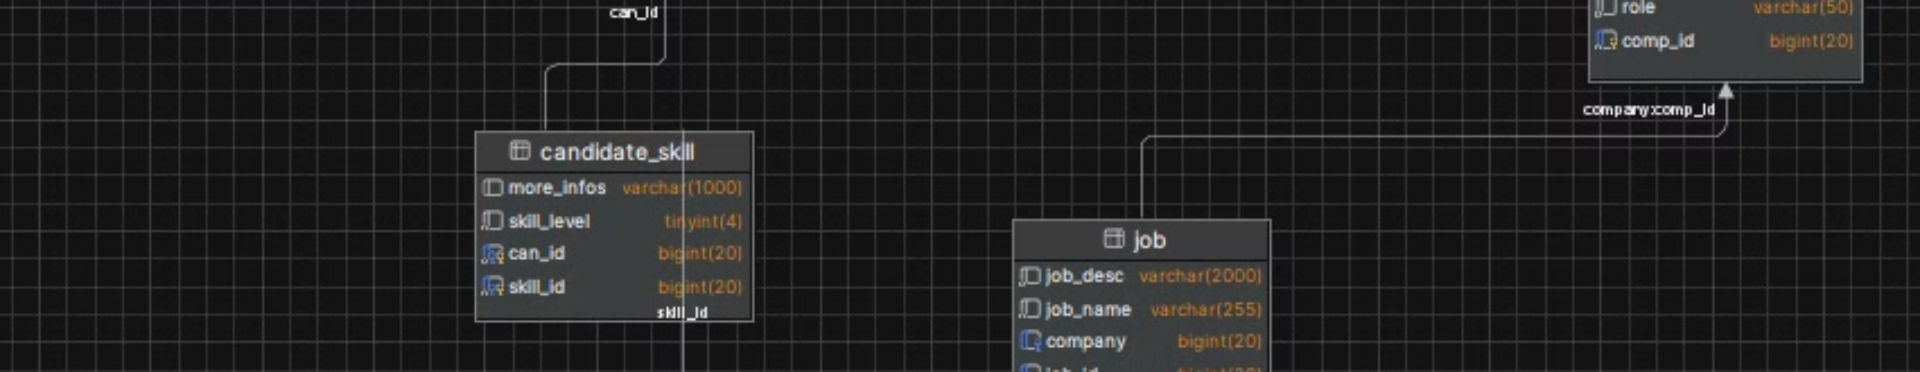 can_id
role varchar(50)
comp_id bigint(20)
company:comp_id
candidate_skill
more_infos varchar(1000)
skill_level tinyint(4)
can_id bigint(20)
skill_id bigint(20)
skill_id
job
job_desc varchar(2000)
job_name varchar(255)
company bigint(20)